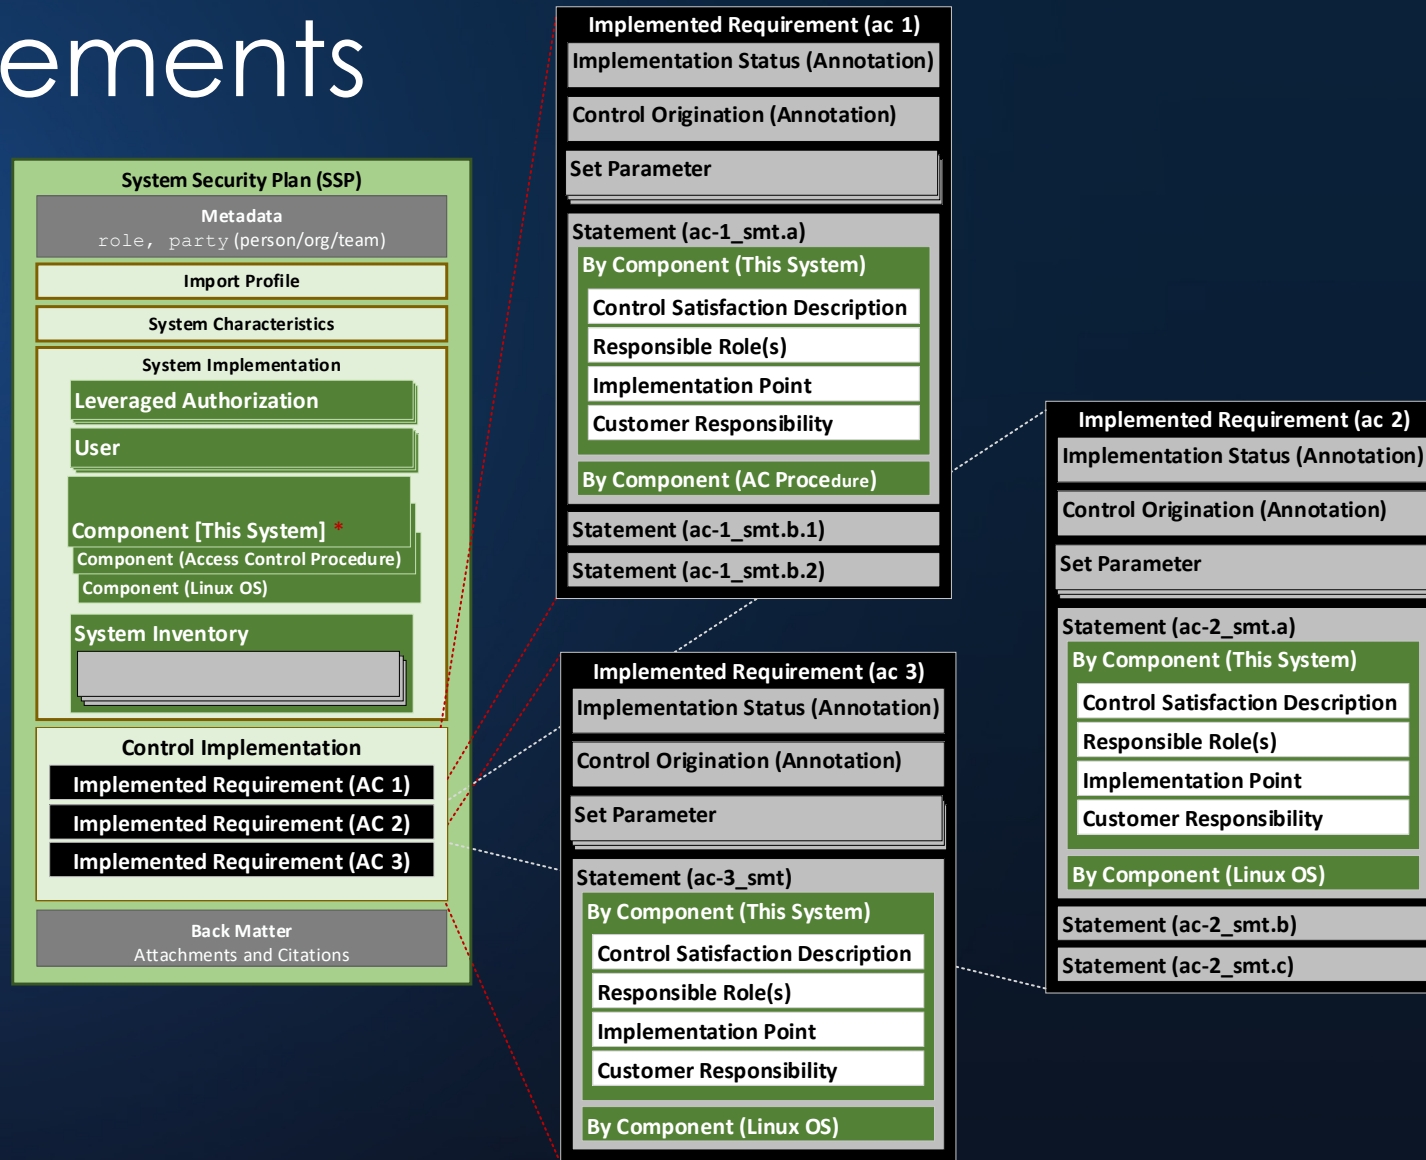 ements
System Security Plan (SSP)
Metadata
role, party (person/org/team)
Import Profile
System Characteristics
System Implementation
Leveraged Authorization
User
Component [This System] *
Component (Access Control Procedure)
Component (Linux OS)
System Inventory
Control Implementation
Implemented Requirement (AC 1)
Implemented Requirement (AC 2)
Implemented Requirement (AC 3)
Back Matter
Attachments and Citations
Implemented Requirement (ac 1)
Implementation Status (Annotation)
Control Origination (Annotation)
Set Parameter
Statement (ac-1_smt.a)
By Component (This System)
Control Satisfaction Description
Responsible Role(s)
Implementation Point
Customer Responsibility
By Component (AC Procedure)
Statement (ac-1_smt.b.1)
Statement (ac-1_smt.b.2)
Implemented Requirement (ac 3)
Implementation Status (Annotation)
Control Origination (Annotation)
Set Parameter
Statement (ac-3_smt)
By Component (This System)
Control Satisfaction Description
Responsible Role(s)
Implementation Point
Customer Responsibility
By Component (Linux OS)
Implemented Requirement (ac 2)
Implementation Status (Annotation)
Control Origination (Annotation)
Set Parameter
Statement (ac-2_smt.a)
By Component (This System)
Control Satisfaction Description
Responsible Role(s)
Implementation Point
Customer Responsibility
By Component (Linux OS)
Statement (ac-2_smt.b)
Statement (ac-2_smt.c)